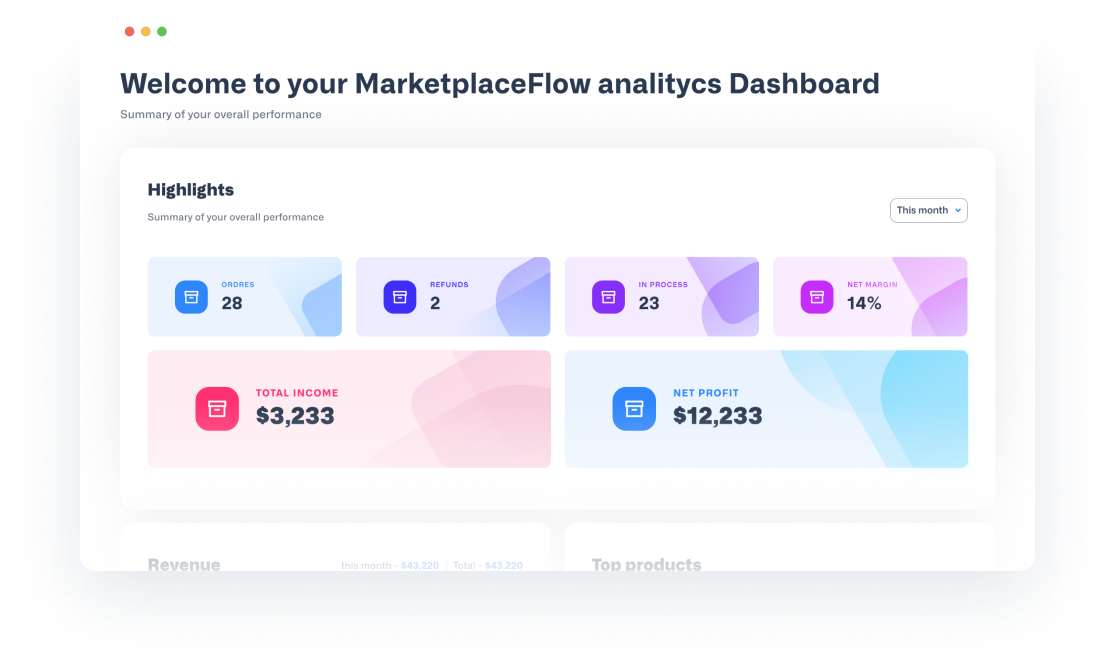 Welcome to your MarketplaceFlow analitycs Dashboard
Summary of your overall performance
Highlights
Summary of your overall performance
This month
ORDRES
28
REFUNDS
2
IN PROCESS
23
NET MARGIN
14%
TOTAL INCOME
$3,233
NET PROFIT
$12,233
Revenue
this month - $43,220 | Total - $43,220
Top products